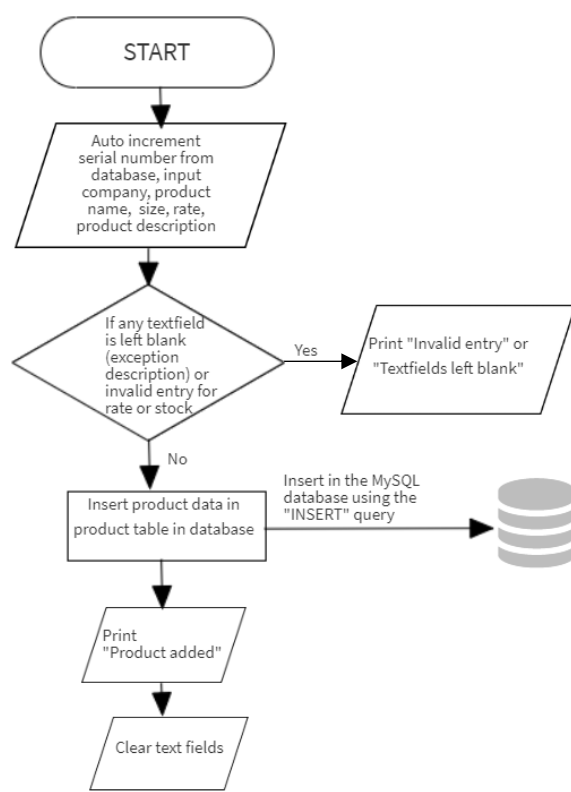 START
Auto increment
serial number from
database, input
company, product
name, size, rate,
product description
If any textfield
is left blank
(exception
description) or
invalid entry for
rate or stock
Yes
Print "Invalid entry" or
"Textfields left blank"
No
Insert product data in
product table in database
Insert in the MySQL
database using the
"INSERT" query
Print
"Product added"
Clear text fields